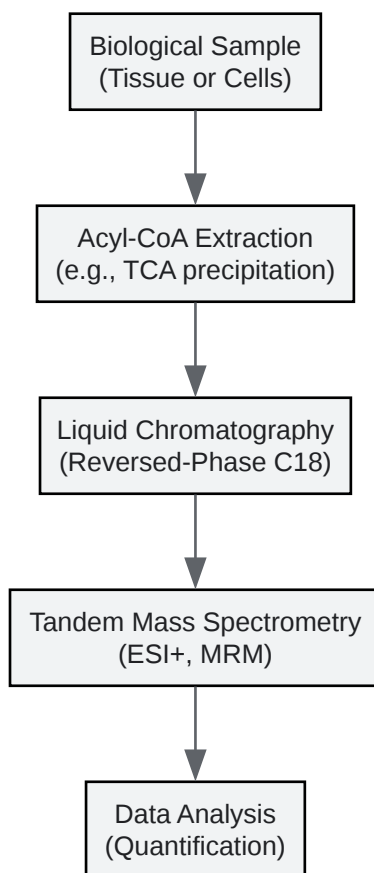 Biological Sample
(Tissue or Cells)
Acyl-CoA Extraction
(e.g., TCA precipitation)
Liquid Chromatography
(Reversed-Phase C18)
Tandem Mass Spectrometry
(ESI+, MRM)
Data Analysis
(Quantification)